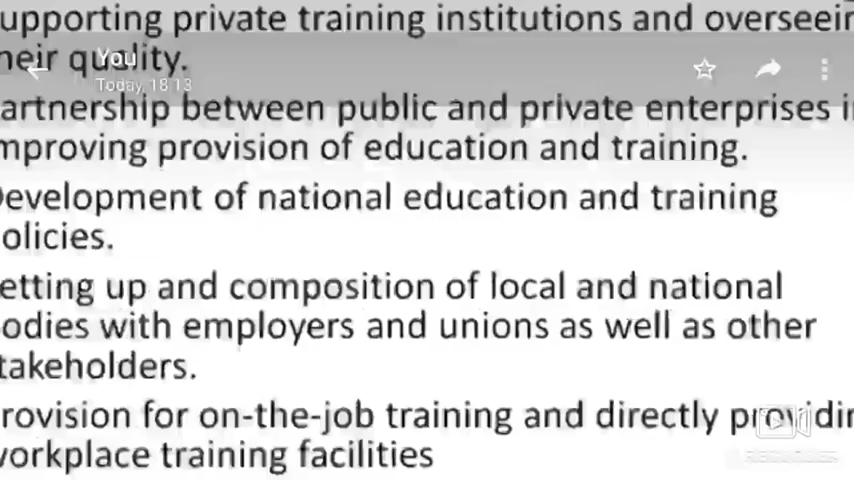 upporting private training institutions and overseein
heir quality.
You
Today, 18:13
artnership between public and private enterprises i
mproving provision of education and training.
evelopment of national education and training
olicies.
etting up and composition of local and national
odies with employers and unions as well as other
takeholders.
rovision for on-the-job training and directly providin
workplace training facilities